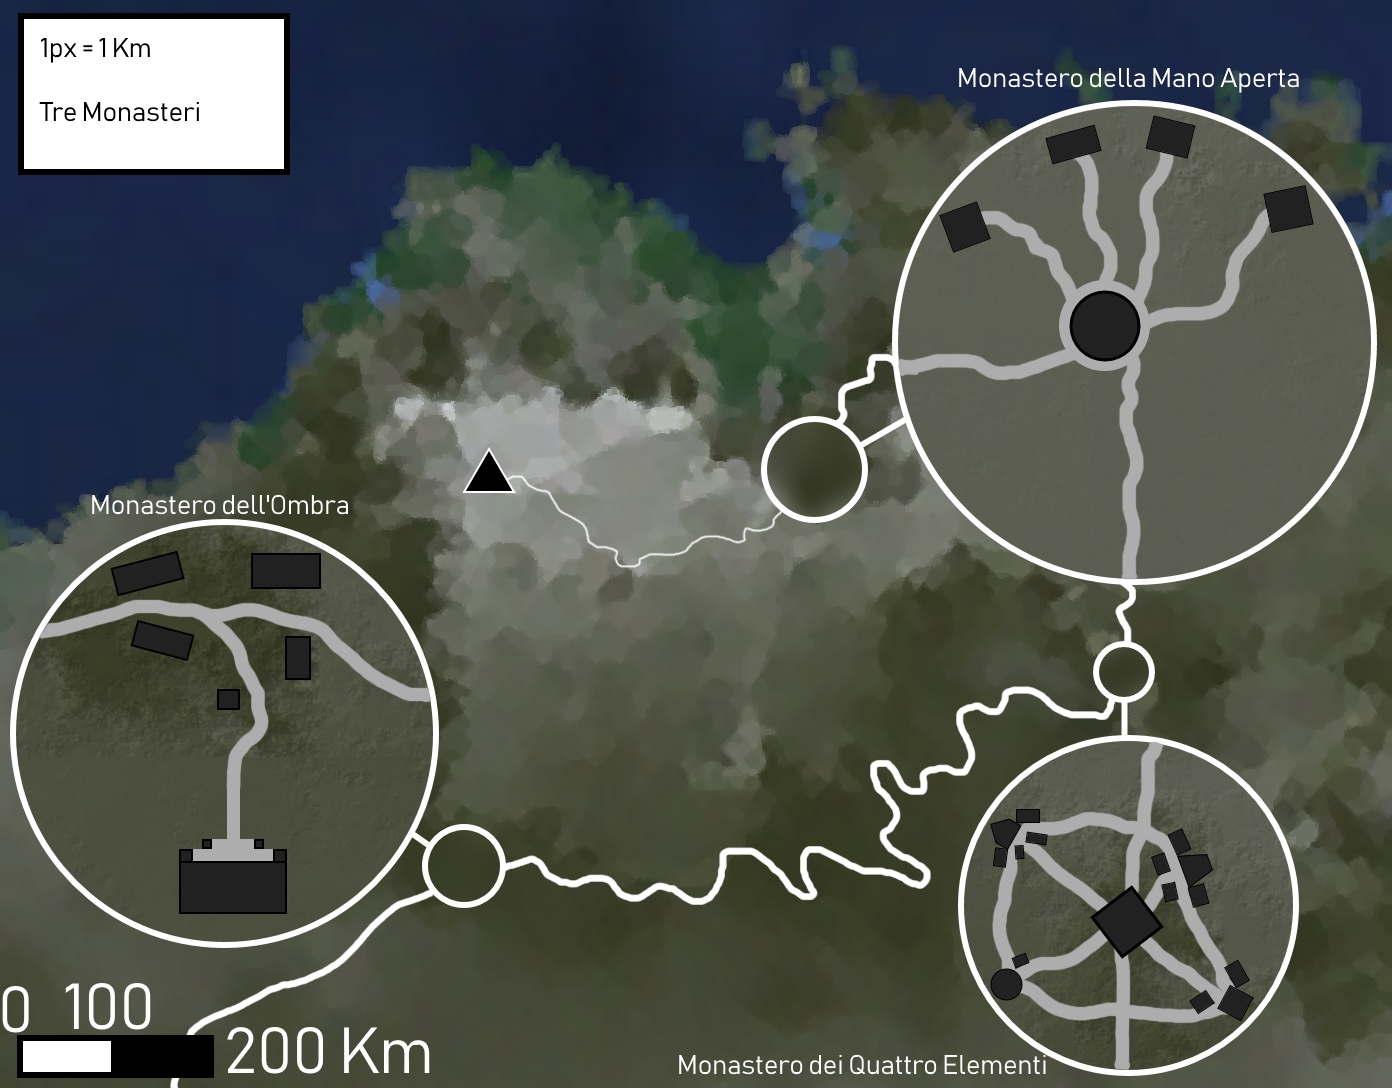 1px = 1 Km
Tre Monasteri
Monastero della Mano Aperta
Monastero dell'Ombra
0 100
200 Km
Monastero dei Quattro Elementi